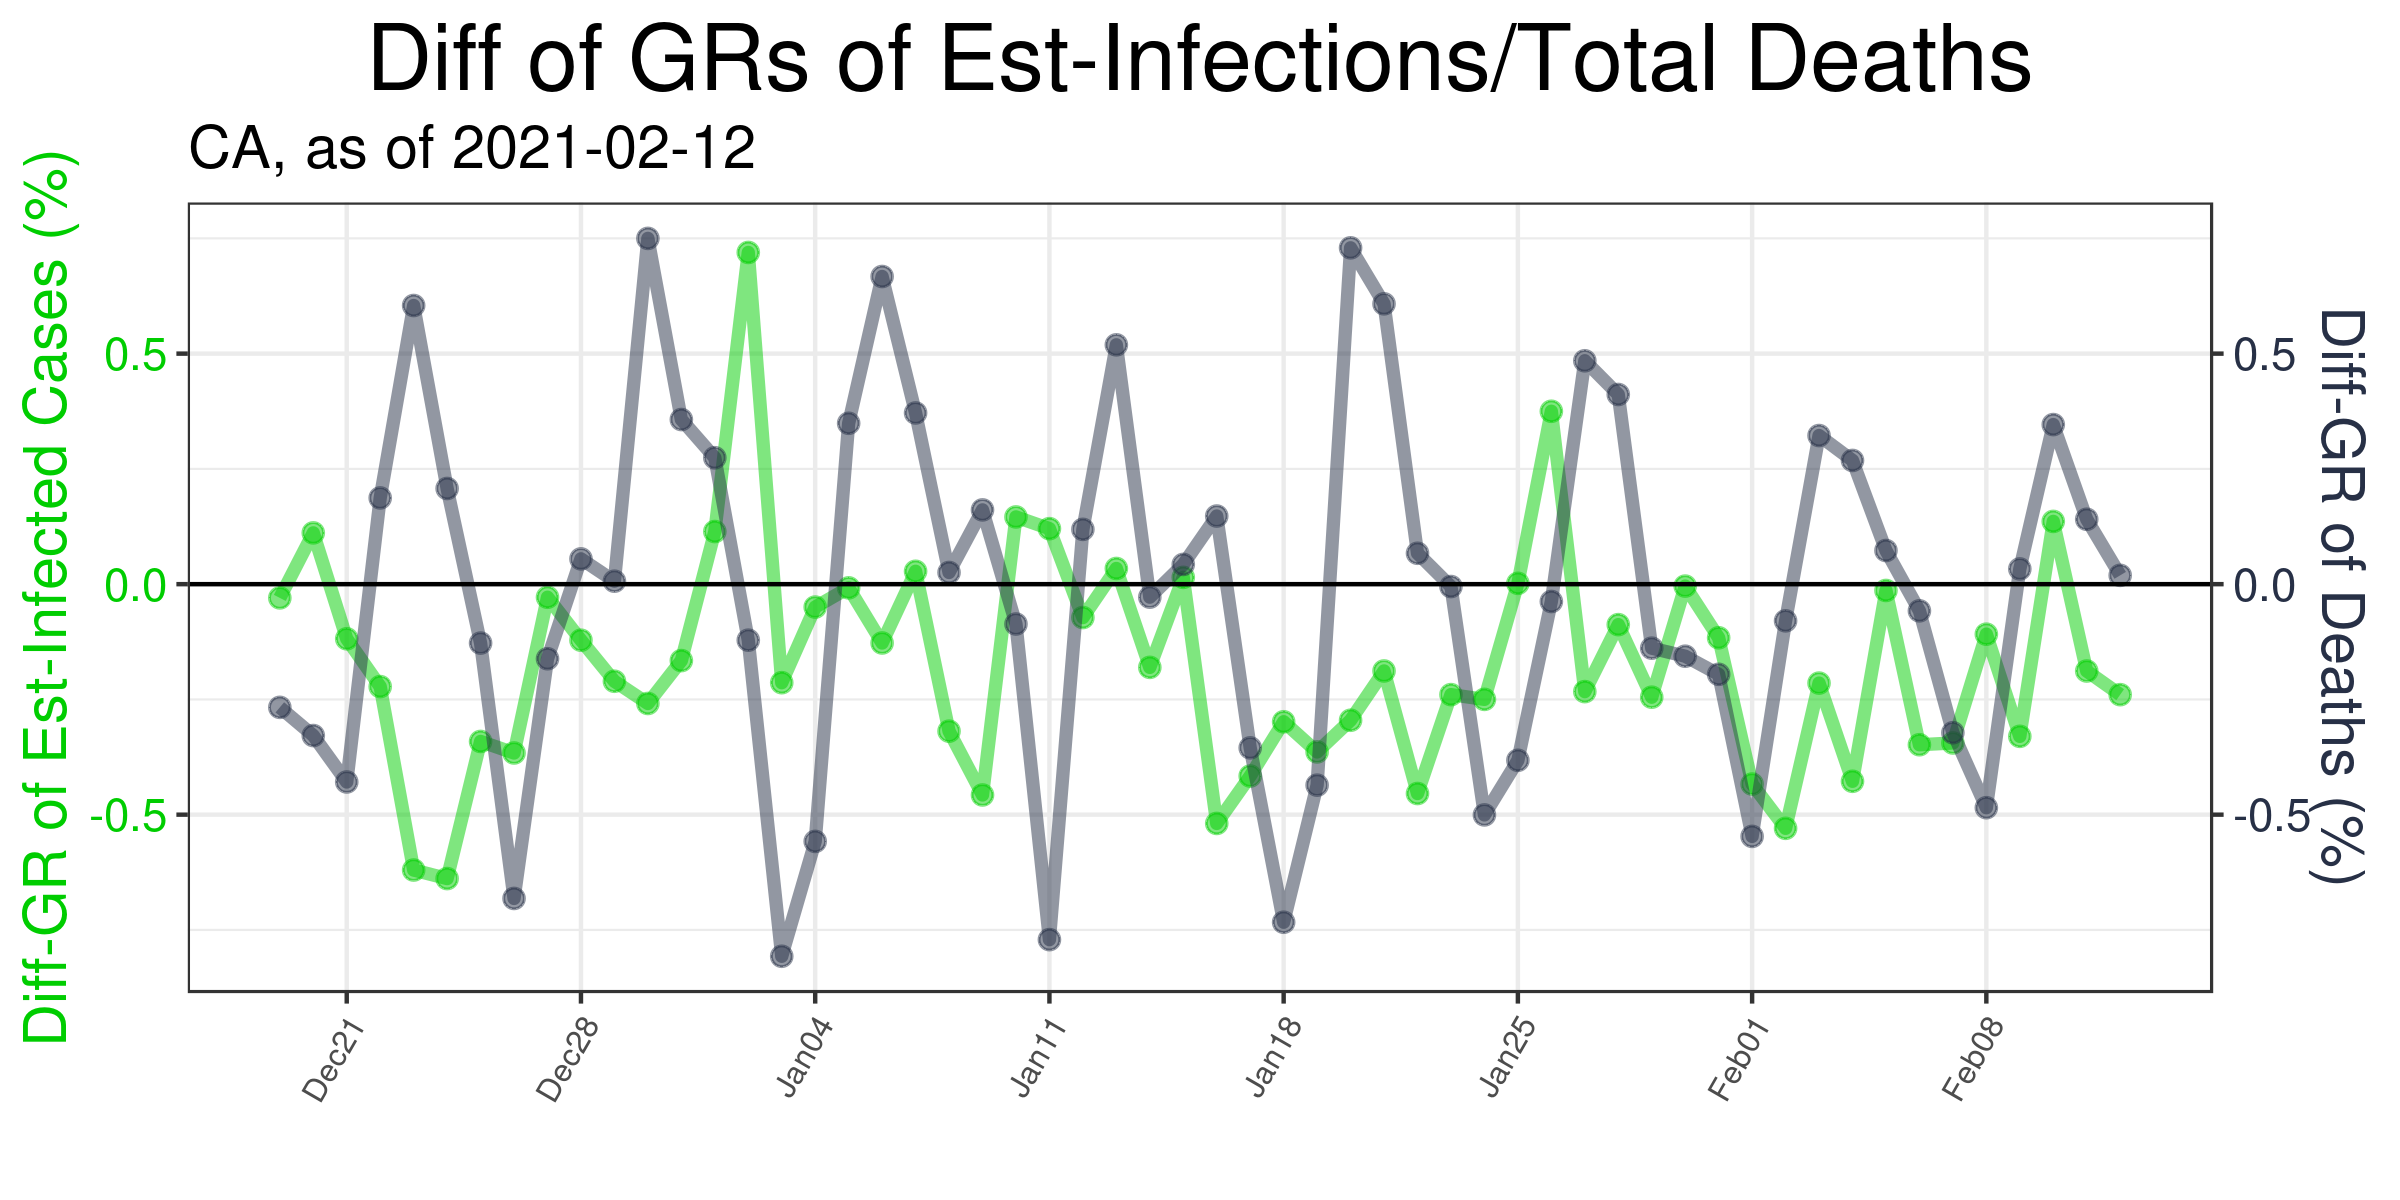 Diff of GRs of Est-Infections/Total Deaths
CA, as of 2021-02-12
Diff-GR of Est-Infected Cases (%)
0.5
0.0
-0.5
0.5
0.0
-0.5
Diff-GR of Deaths (%)
Dec21
Dec28
Jan04
Jan11
Jan18
Jan25
Feb01
Feb08